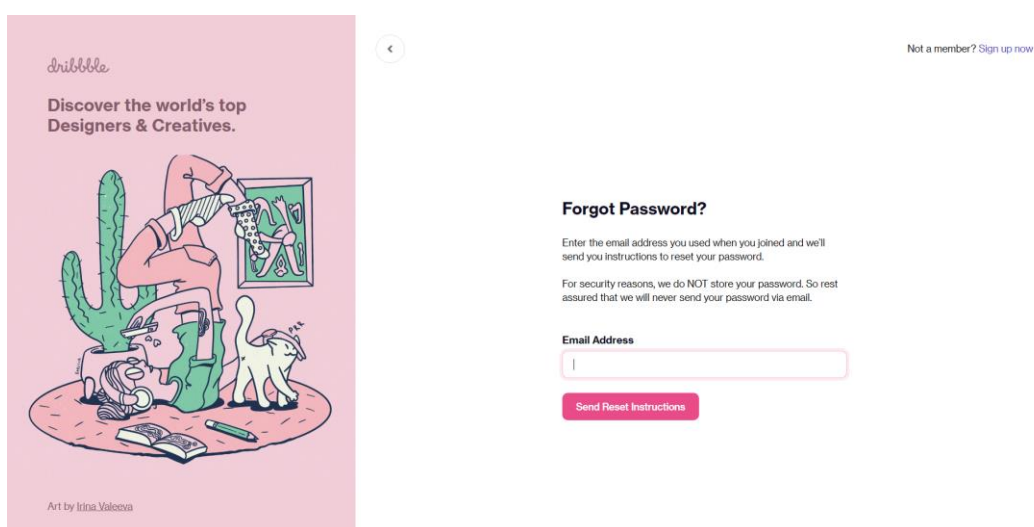 dribbble
Discover the world's top
Designers & Creatives.
PRR
Art by Irina Valeeva
Not a member? Sign up now
Forgot Password?
Enter the email address you used when you joined and we'll
send you instructions to reset your password.
For security reasons, we do NOT store your password. So rest
assured that we will never send your password via email.
Email Address
Send Reset Instructions